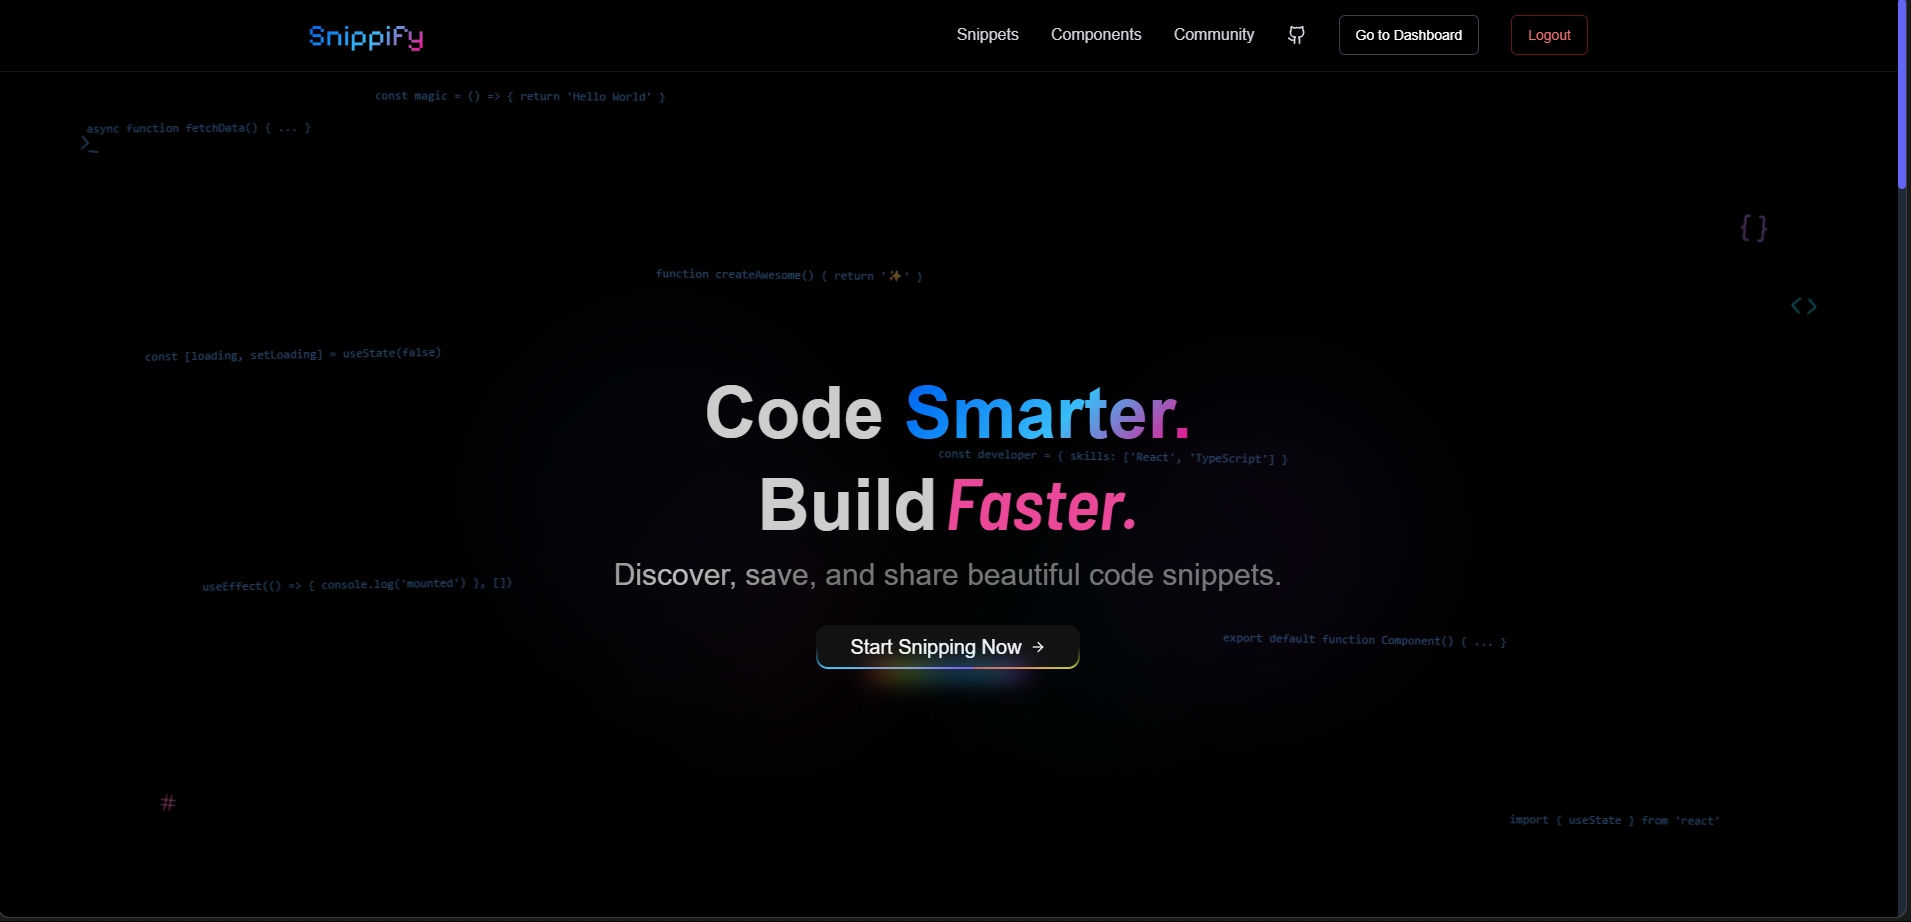 Snippify
Snippets Components Community Go to Dashboard Logout
const magic = () => { return 'Hello World' }
async function fetchData() { ... }
>_
{ }
function createAwesome() { return '✨' }
< >
const [loading, setLoading] = useState(false)
Code Smarter.
const developer = { skills: ['React', 'TypeScript'] }
Build Faster.
Discover, save, and share beautiful code snippets.
useEffect(() => { console.log('mounted') }, [])
Start Snipping Now →
export default function Component() { ... }
#
import { useState } from 'react'